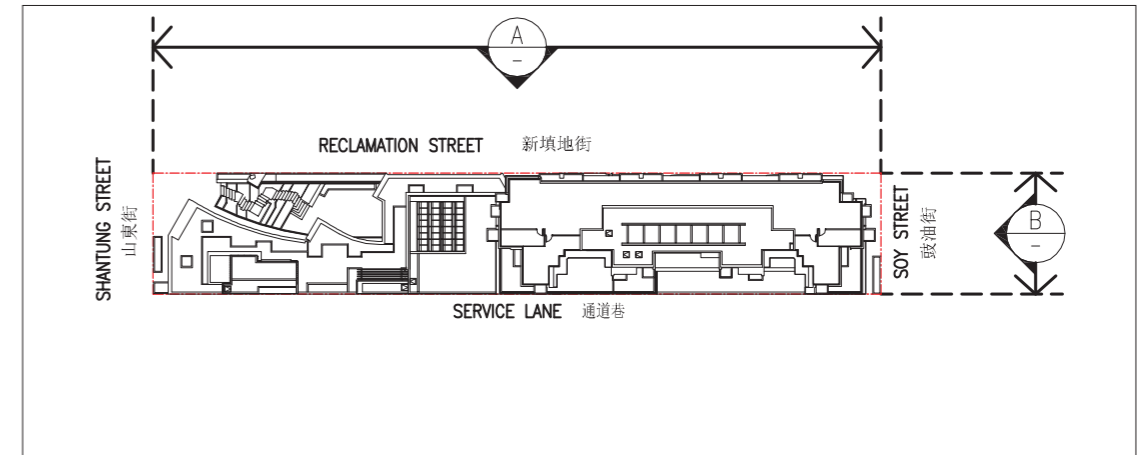 A
-
RECLAMATION STREET 新填地街
SHANTUNG STREET
山東街
SOY STREET
豉油街
B
-
SERVICE LANE 通道巷